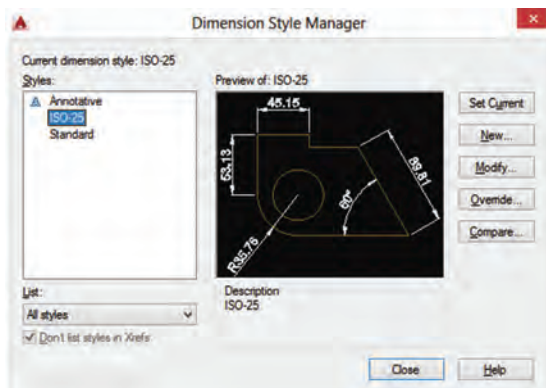 Dimension Style Manager
Current dimension style: ISO-25
Styles:
Annotative
ISO-25
Standard
List:
All styles
Don't list styles in Xrefs
Preview of: ISO-25
45.15
53.13
89.81
60°
R35.76
Description
ISO-25
Set Current
New...
Modify...
Override...
Compare...
Close
Help